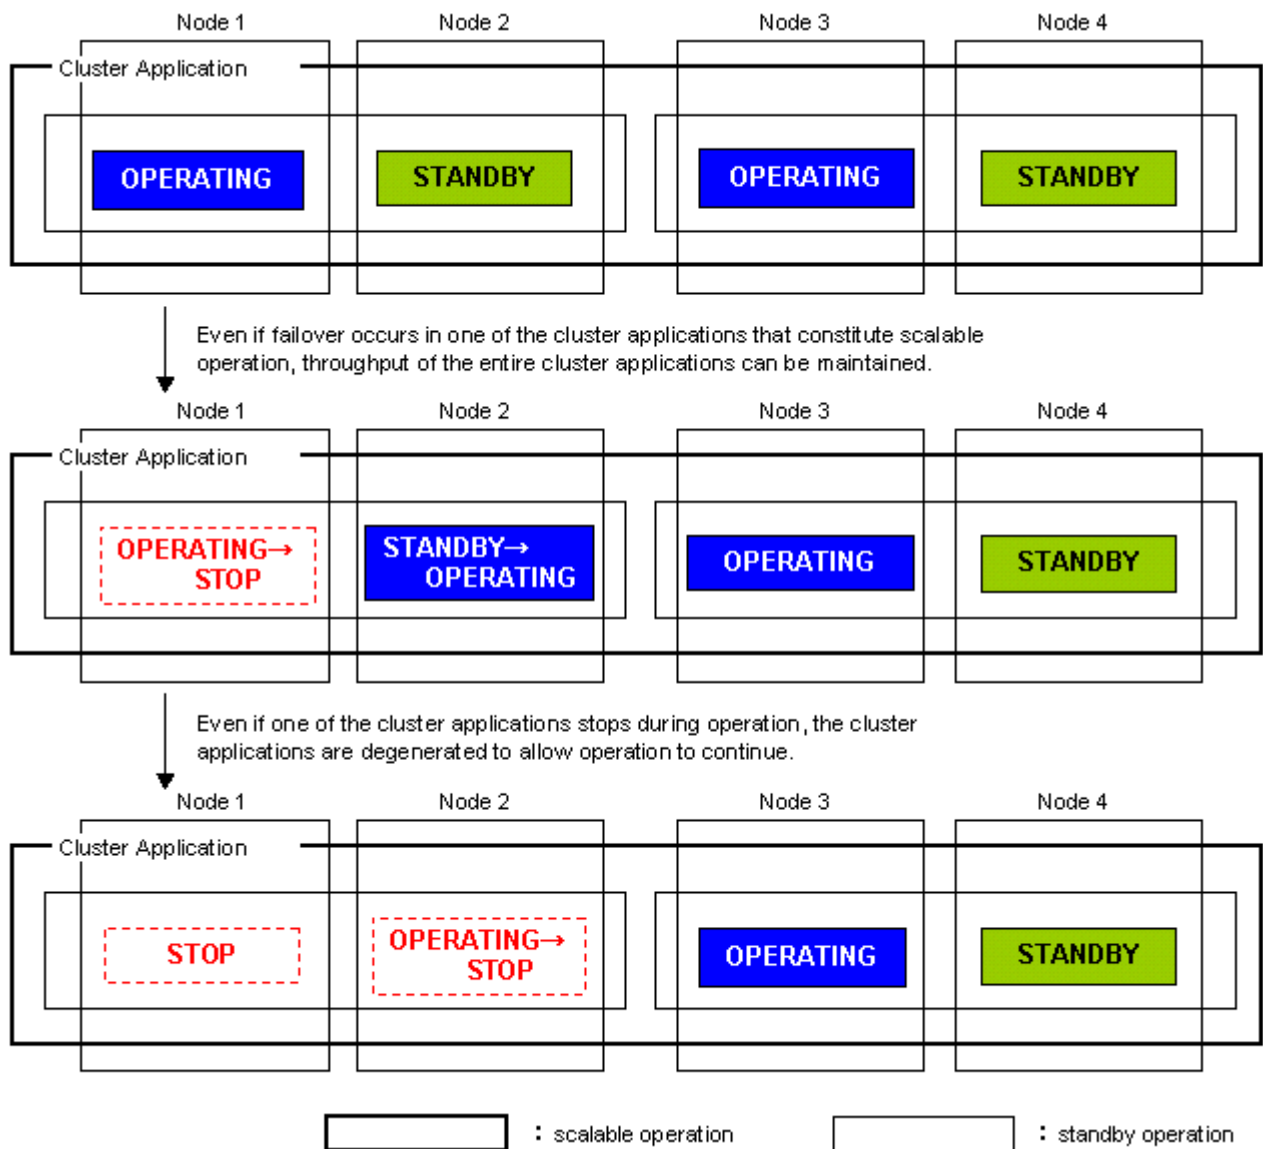 Node 1
Node 2
Node 3
Node 4
Cluster Application
OPERATING
STANDBY
OPERATING
STANDBY
Even if failover occurs in one of the cluster applications that constitute scalable
operation, throughput of the entire cluster applications can be maintained.
Node 1
Node 2
Node 3
Node 4
Cluster Application
OPERATING→
STOP
STANDBY→
OPERATING
OPERATING
STANDBY
Even if one of the cluster applications stops during operation, the cluster
applications are degenerated to allow operation to continue.
Node 1
Node 2
Node 3
Node 4
Cluster Application
STOP
OPERATING→
STOP
OPERATING
STANDBY
: scalable operation
: standby operation